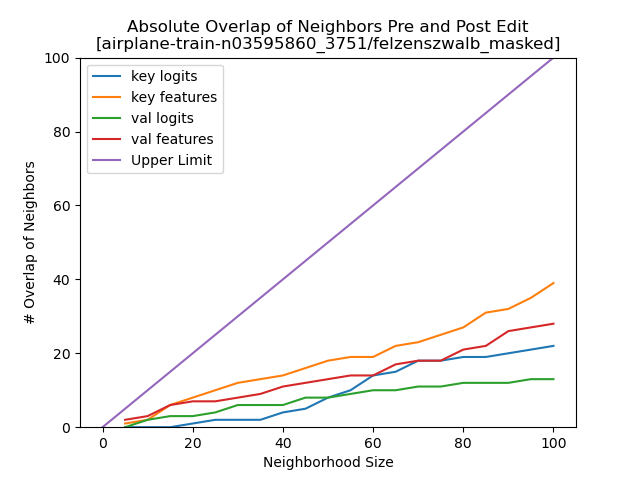 Absolute Overlap of Neighbors Pre and Post Edit
[airplane-train-n03595860_3751/felzenszwalb_masked]
100
80
60
40
20
0
# Overlap of Neighbors
key logits
key features
val logits
val features
Upper Limit
0 20 40 60 80 100
Neighborhood Size